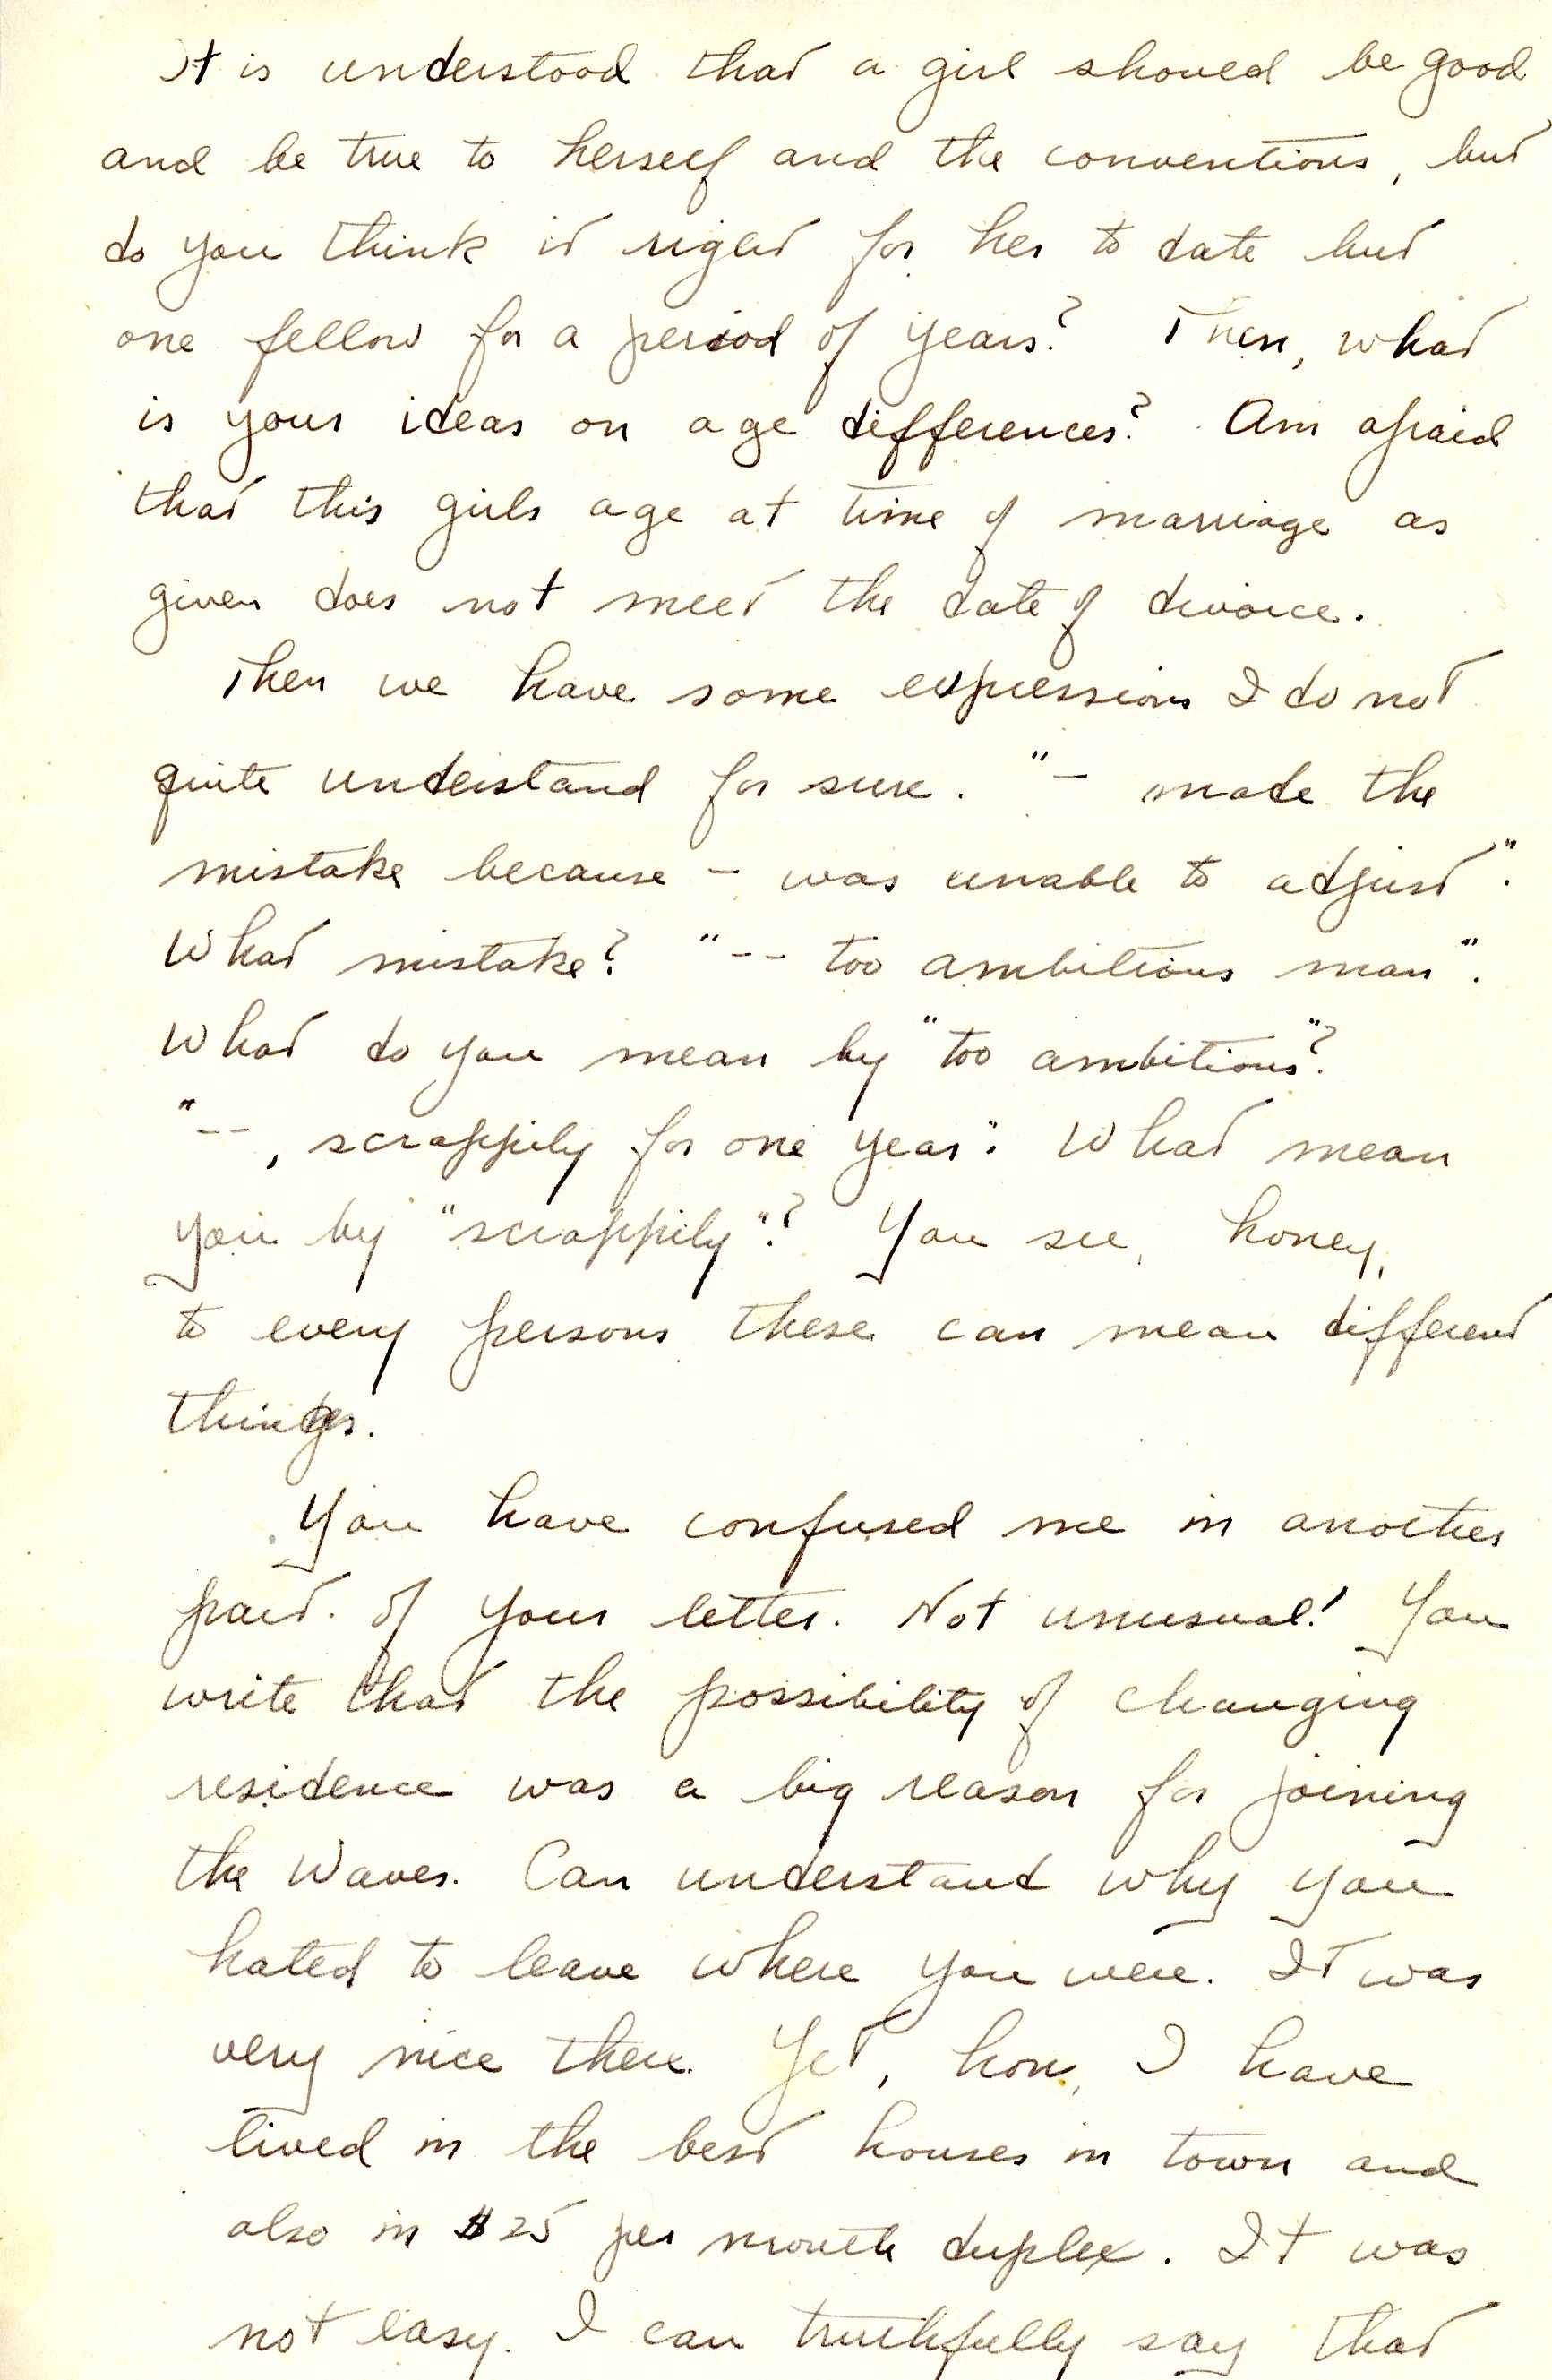 It is understood that a girl should be good
and be true to herself and the conventions, but
do you think it right for her to date but
one fellow for a period of years? Then, what
is your ideas on age differences? Am afraid
that this girls age at time of marriage as
given does not meet the date of divorce.
Then we have some expressions I do not
quite understand for sure. "– made the
mistake because – was unable to adjust".
What mistake? "-- too ambitious man".
What do you mean by "too ambitious"?
"--, scrappily for one year". What mean
you by "scrappily"? You see, honey,
to every persons these can mean different
things.
You have confused me in another
part. of your letter. Not unusual! You
write that the possibility of changing
residence was a big reason for joining
the Waves. Can understand why you
hated to leave where you were. It was
very nice there. Yet, hon, I have
lived in the best houses in town and
also in $25 per month duplex. It was
not easy. I can truthfully say that